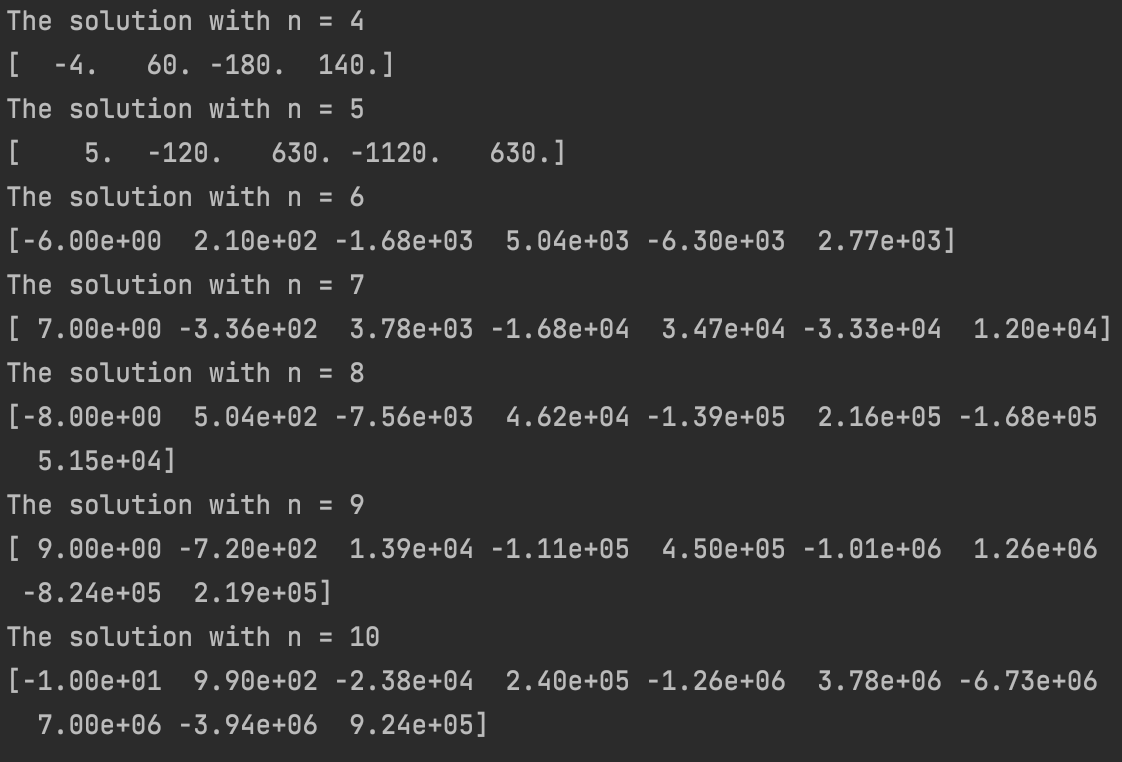 The solution with n = 4
[  -4.   60. -180.  140.]
The solution with n = 5
[    5.  -120.   630. -1120.   630.]
The solution with n = 6
[-6.00e+00  2.10e+02 -1.68e+03  5.04e+03 -6.30e+03  2.77e+03]
The solution with n = 7
[ 7.00e+00 -3.36e+02  3.78e+03 -1.68e+04  3.47e+04 -3.33e+04  1.20e+04]
The solution with n = 8
[-8.00e+00  5.04e+02 -7.56e+03  4.62e+04 -1.39e+05  2.16e+05 -1.68e+05
  5.15e+04]
The solution with n = 9
[ 9.00e+00 -7.20e+02  1.39e+04 -1.11e+05  4.50e+05 -1.01e+06  1.26e+06
 -8.24e+05  2.19e+05]
The solution with n = 10
[-1.00e+01  9.90e+02 -2.38e+04  2.40e+05 -1.26e+06  3.78e+06 -6.73e+06
  7.00e+06 -3.94e+06  9.24e+05]